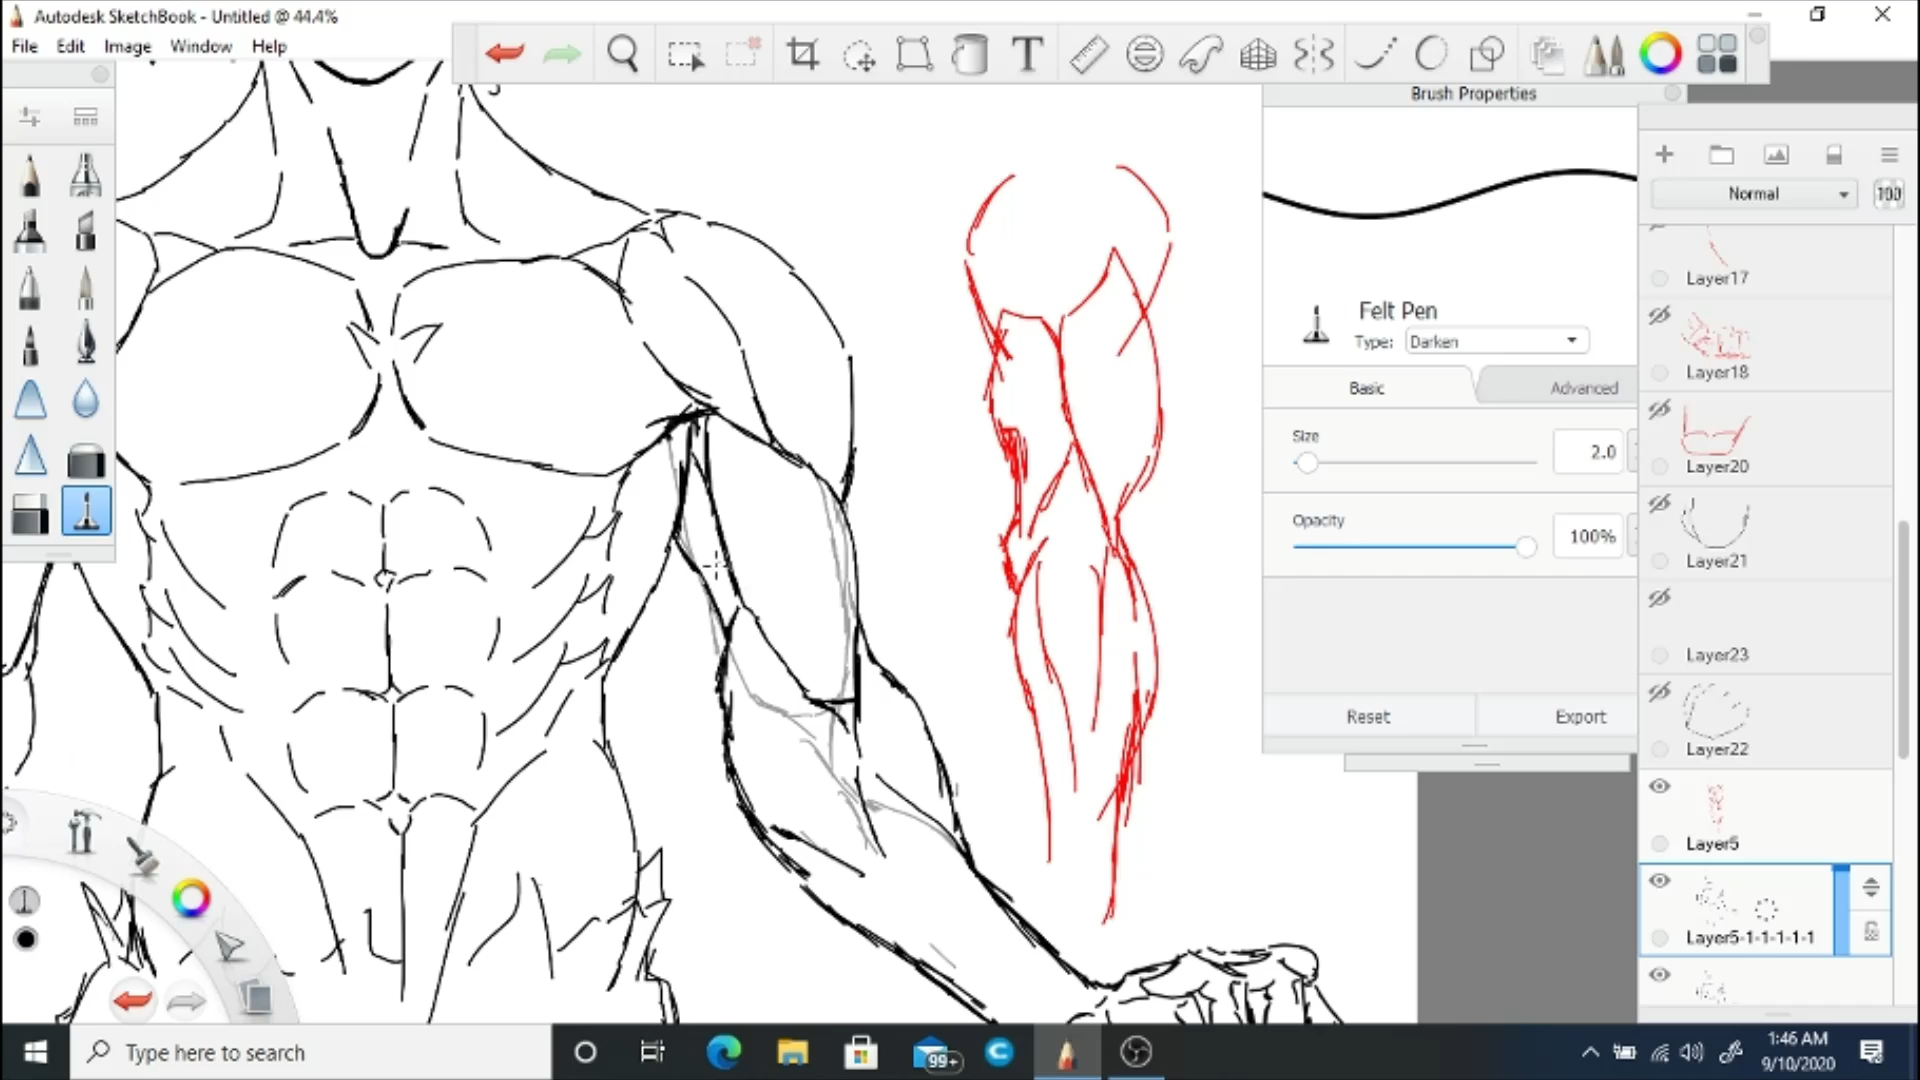 Autodesk SketchBook - Untitled @ 44.4%
File Edit Image Window Help
T
Brush Properties
Normal
100
Layer17
Felt Pen
Type: Darken
Layer18
Basic
Advanced
Size
2.0
Layer20
Opacity
100%
Layer21
Layer23
Reset
Export
Layer22
Layer5
Layer5-1-1-1-1-1
Type here to search
99+
1:46 AM
9/10/2020